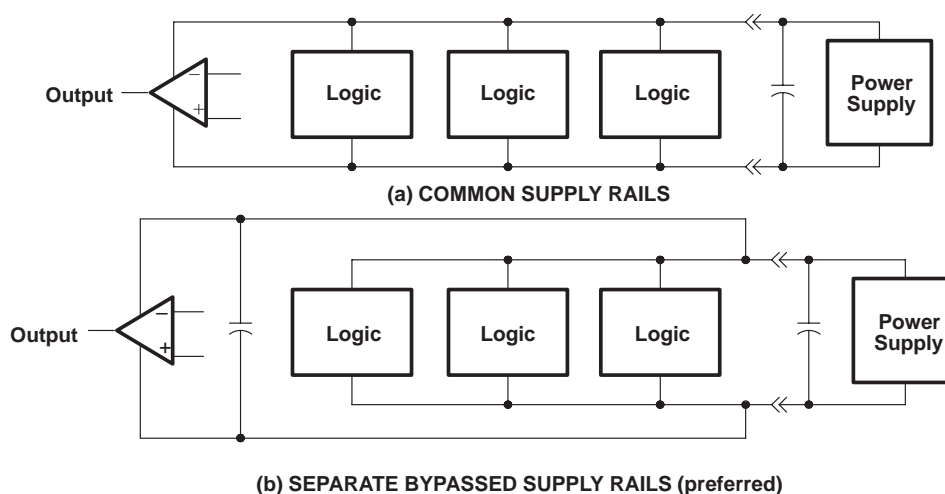 Output
−
+
Logic
Logic
Logic
Power
Supply
(a) COMMON SUPPLY RAILS
Output
−
+
Logic
Logic
Logic
Power
Supply
(b) SEPARATE BYPASSED SUPPLY RAILS (preferred)